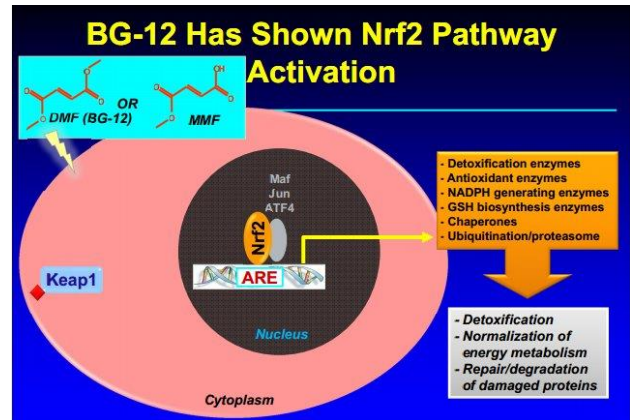 BG-12 Has Shown Nrf2 Pathway
Activation
OH
O
O
O
O
O
O
O
DMF (BG-12)
OR
MMF
Maf
Jun
ATF4
Nrf2
ARE
Nucleus
Keap1
Cytoplasm
- Detoxification enzymes
- Antioxidant enzymes
- NADPH generating enzymes
- GSH biosynthesis enzymes
- Chaperones
- Ubiquitination/proteasome
- Detoxification
- Normalization of
energy metabolism
- Repair/degradation
of damaged proteins